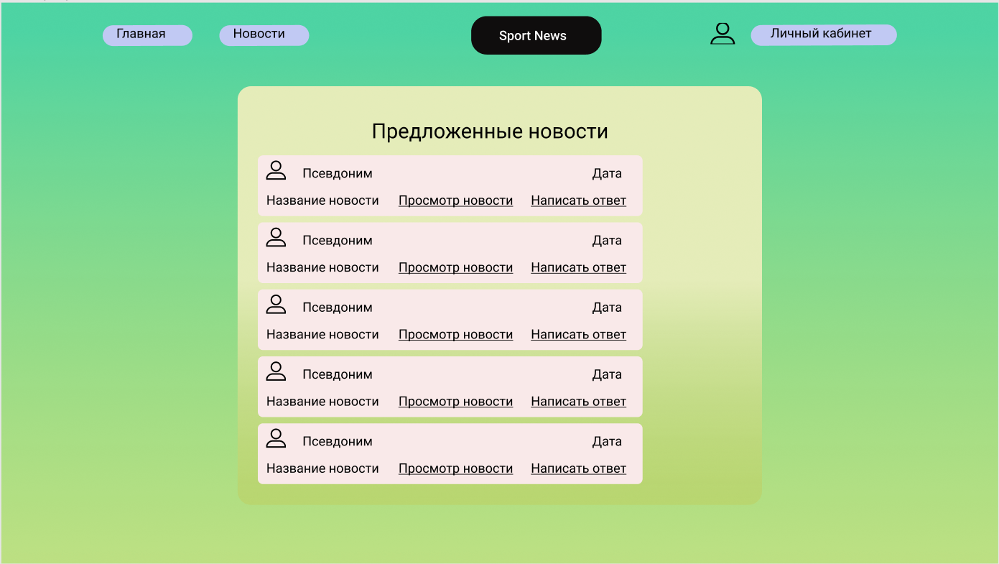 Главная Новости Sport News Личный кабинет
Предложенные новости
Псевдоним Дата
Название новости Просмотр новости Написать ответ
Псевдоним Дата
Название новости Просмотр новости Написать ответ
Псевдоним Дата
Название новости Просмотр новости Написать ответ
Псевдоним Дата
Название новости Просмотр новости Написать ответ
Псевдоним Дата
Название новости Просмотр новости Написать ответ